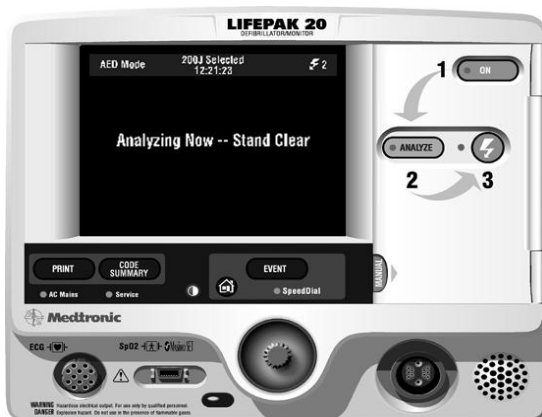 LIFEPAK 20
DEFIBRILLATOR/MONITOR
AED Mode
200J Selected
12:21:23
2
Analyzing Now -- Stand Clear
1
ON
ANALYZE
2
3
PRINT
CODE
SUMMARY
EVENT
AC Mains
Service
SpeedDial
MANUAL
Medtronic
ECG
SpO2
WARNING Hazardous electrical output. For use only by qualified personnel.
DANGER Explosion hazard. Do not use in the presence of flammable gases.